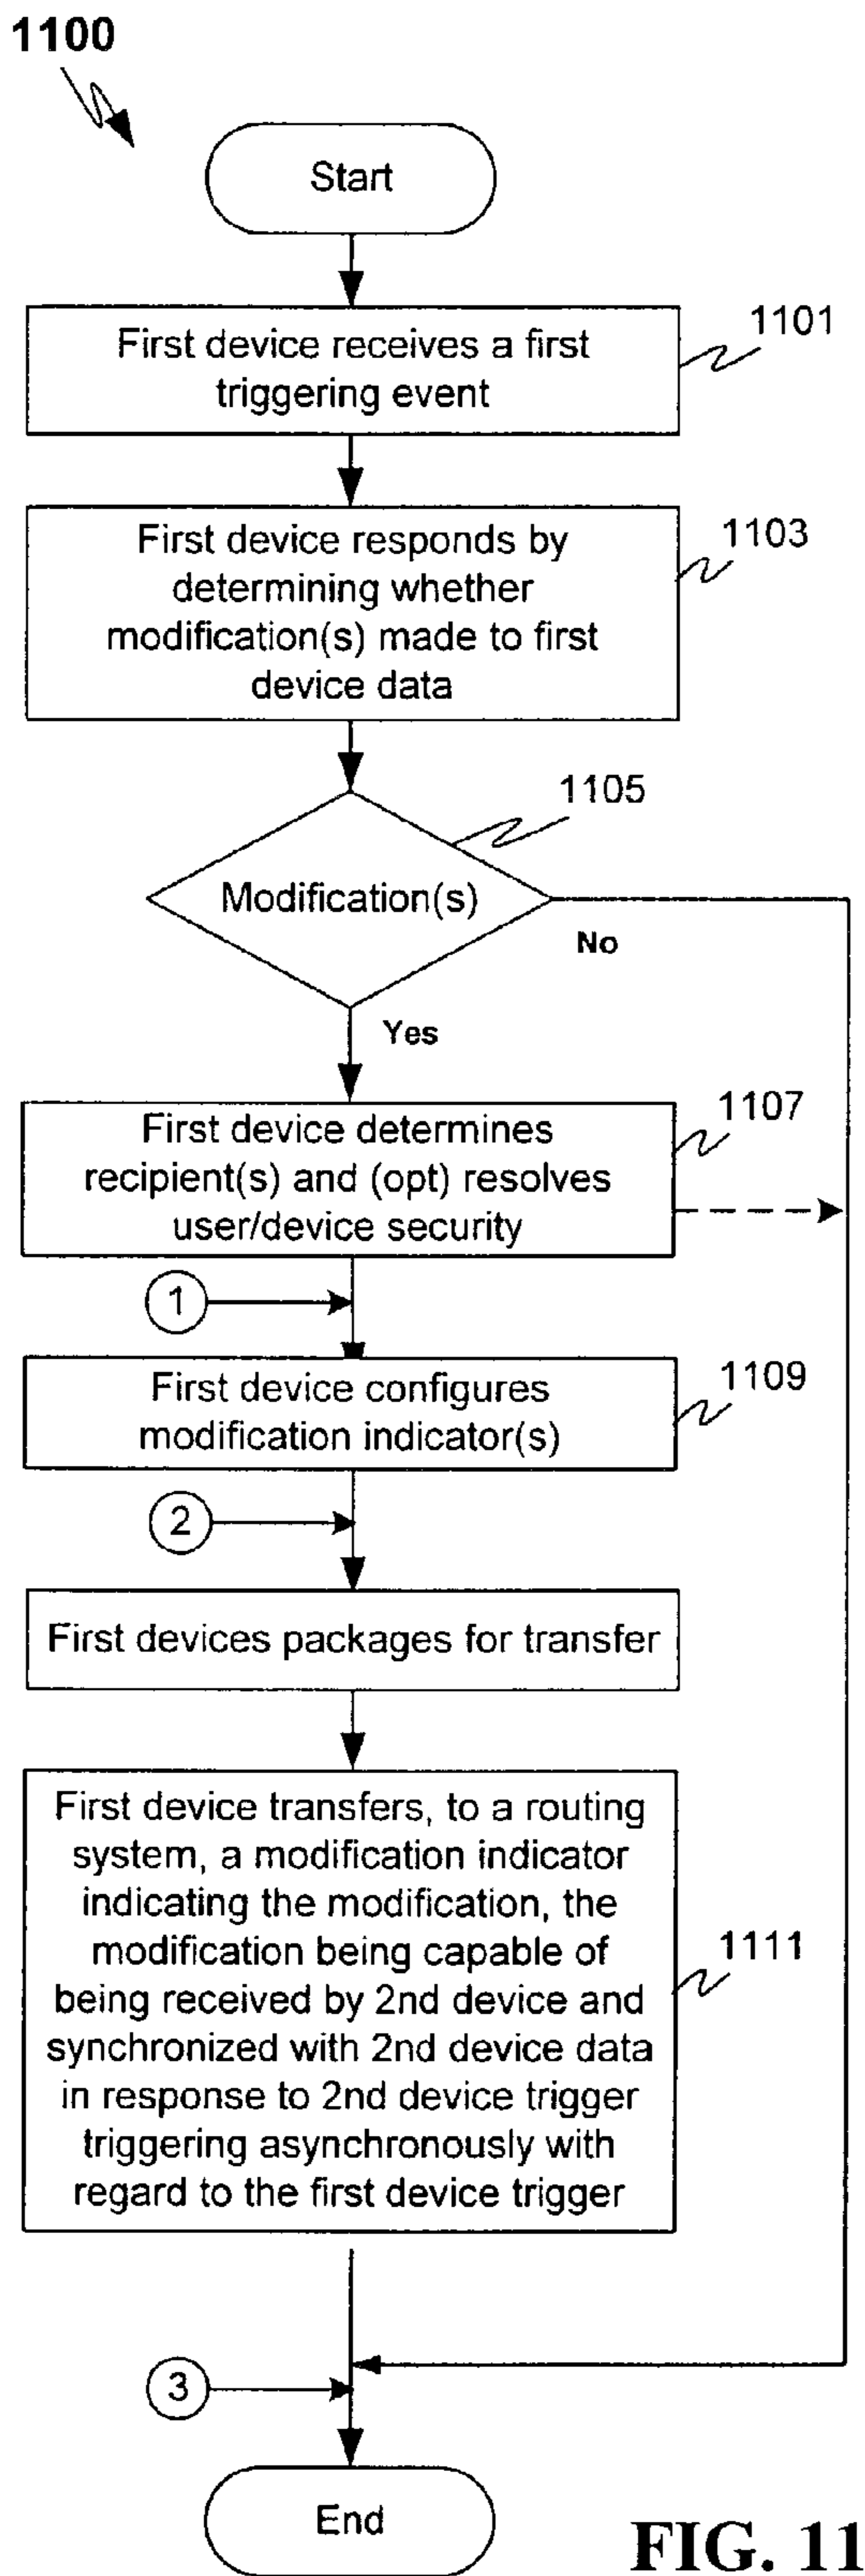 1100
Start
First device receives a first
triggering event
1101
First device responds by
determining whether
modification(s) made to first
device data
1103
1105
Modification(s)
No
Yes
First device determines
recipient(s) and (opt) resolves
user/device security
1107
1
First device configures
modification indicator(s)
1109
2
First devices packages for transfer
First device transfers, to a routing
system, a modification indicator
indicating the modification, the
modification being capable of
being received by 2nd device and
synchronized with 2nd device data
in response to 2nd device trigger
triggering asynchronously with
regard to the first device trigger
1111
3
End
FIG. 11